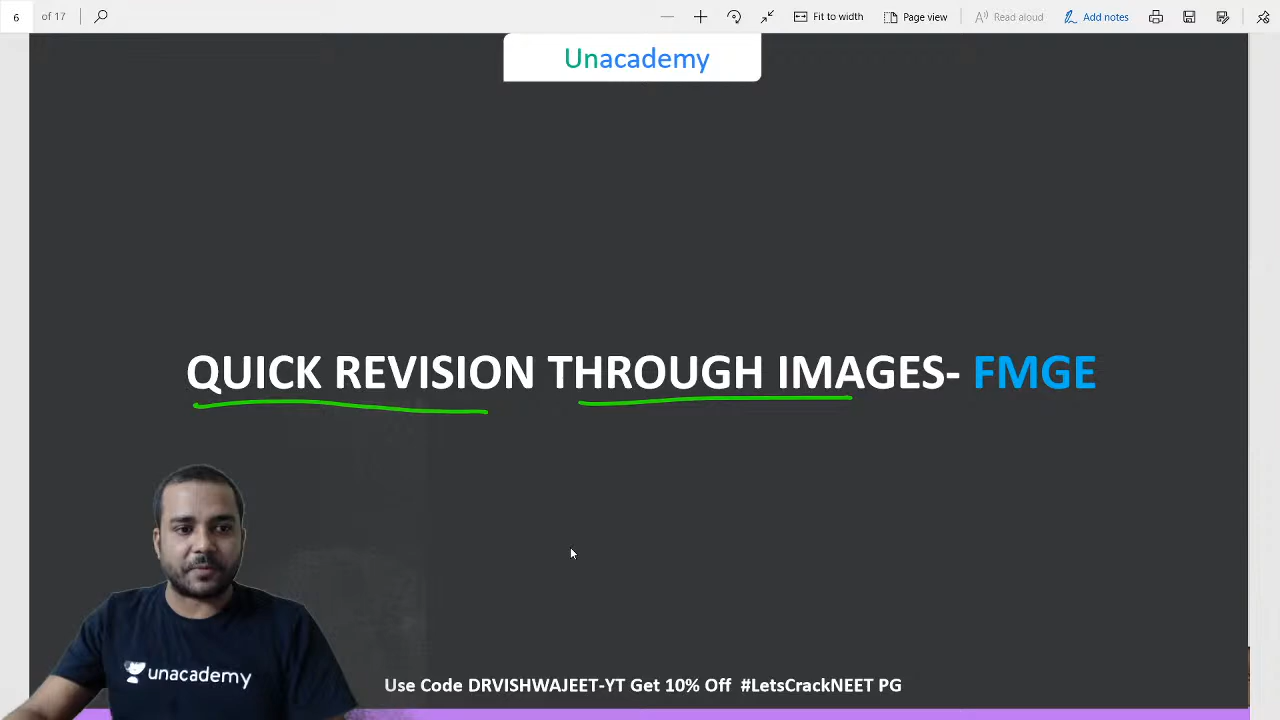 6 of 17 Fit to width Page view Read aloud Add notes
Unacademy
QUICK REVISION THROUGH IMAGES- FMGE
unacademy
Use Code DRVISHWAJEET-YT Get 10% Off #LetsCrackNEET PG